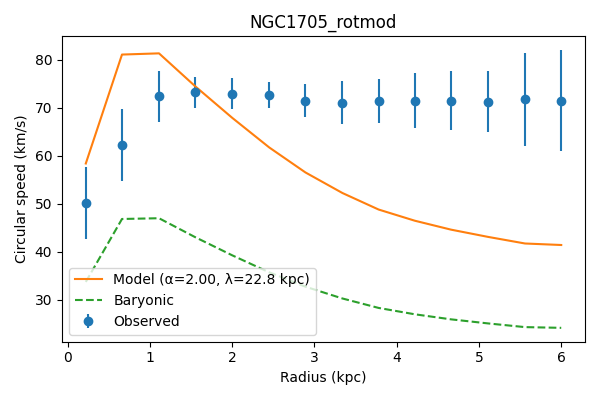 NGC1705_rotmod
Circular speed (km/s)
80
70
60
50
40
30
Model (α=2.00, λ=22.8 kpc)
Baryonic
Observed
0 1 2 3 4 5 6
Radius (kpc)